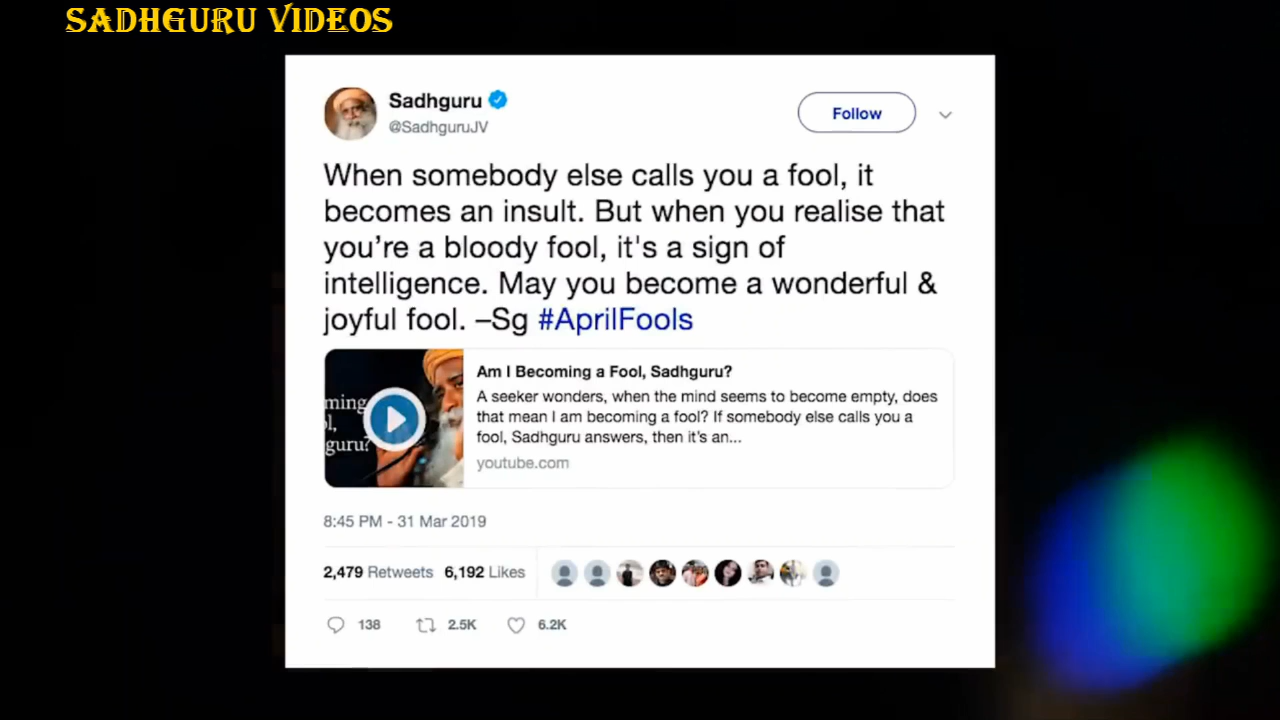 SADHGURU VIDEOS
Sadhguru
@SadhguruJV
Follow
When somebody else calls you a fool, it
becomes an insult. But when you realise that
you're a bloody fool, it's a sign of
intelligence. May you become a wonderful &
joyful fool. –Sg #AprilFools
ming
l,
guru?
Am I Becoming a Fool, Sadhguru?
A seeker wonders, when the mind seems to become empty, does
that mean I am becoming a fool? If somebody else calls you a
fool, Sadhguru answers, then it's an...
youtube.com
8:45 PM - 31 Mar 2019
2,479 Retweets 6,192 Likes
138 2.5K 6.2K